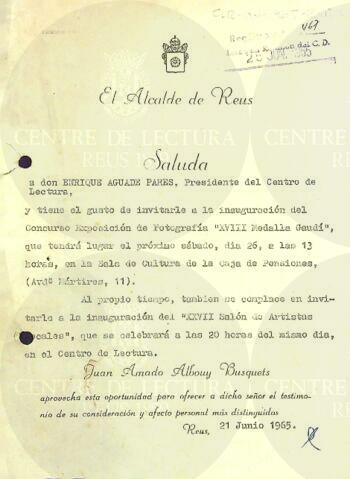 469
El Alcalde de Reus
CENTRE DE LECTURA
REUS
Saluda
a don ENRIQUE AGUADE PARES, Presidente del Centro de
Lectura,
y tiene el gusto de invitarle a la inauguración del
Concurso Exposición de Fotografía "XVIII Medalla Gaudí",
que tendrá lugar el próximo sábado, dia 26, a las 13
horas, en la Sala de Cultura de la Caja de Pensiones,
(Avdª Mártires, 11).
Al propio tiempo, tambien se complace en invi-
tarle a la inauguración del "XXVII Salón de Artistas
Locales", que se celebrará a las 20 horas del mismo dia,
en el Centro de Lectura.
Juan Amado Albouy Busquets
aprovecha esta oportunidad para ofrecer a dicho señor el testimo-
nio de su consideración y afecto personal más distinguidos
Reus, 21 Junio 1965.